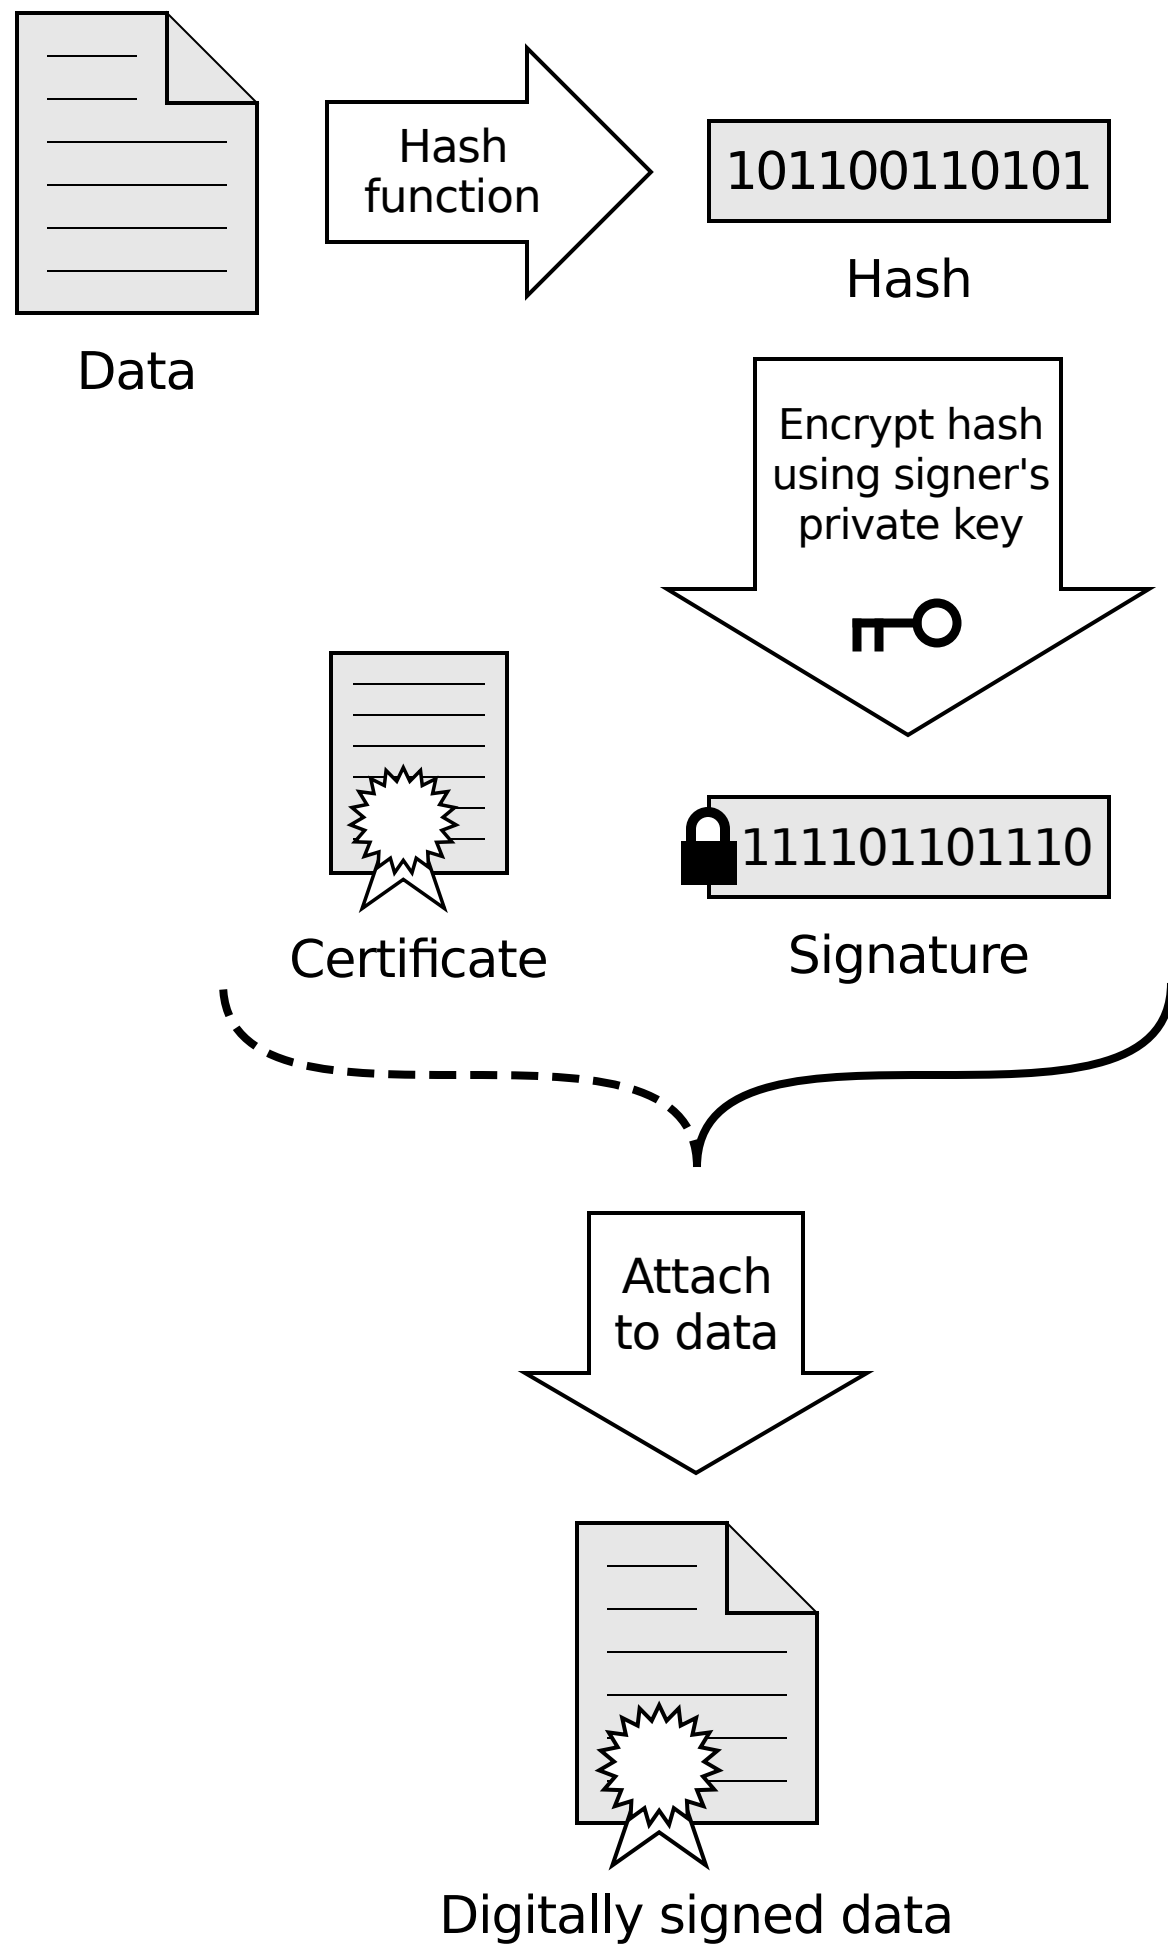 Hash
function
101100110101
Hash
Data
Encrypt hash
using signer's
private key
111101101110
Certificate
Signature
Attach
to data
Digitally signed data